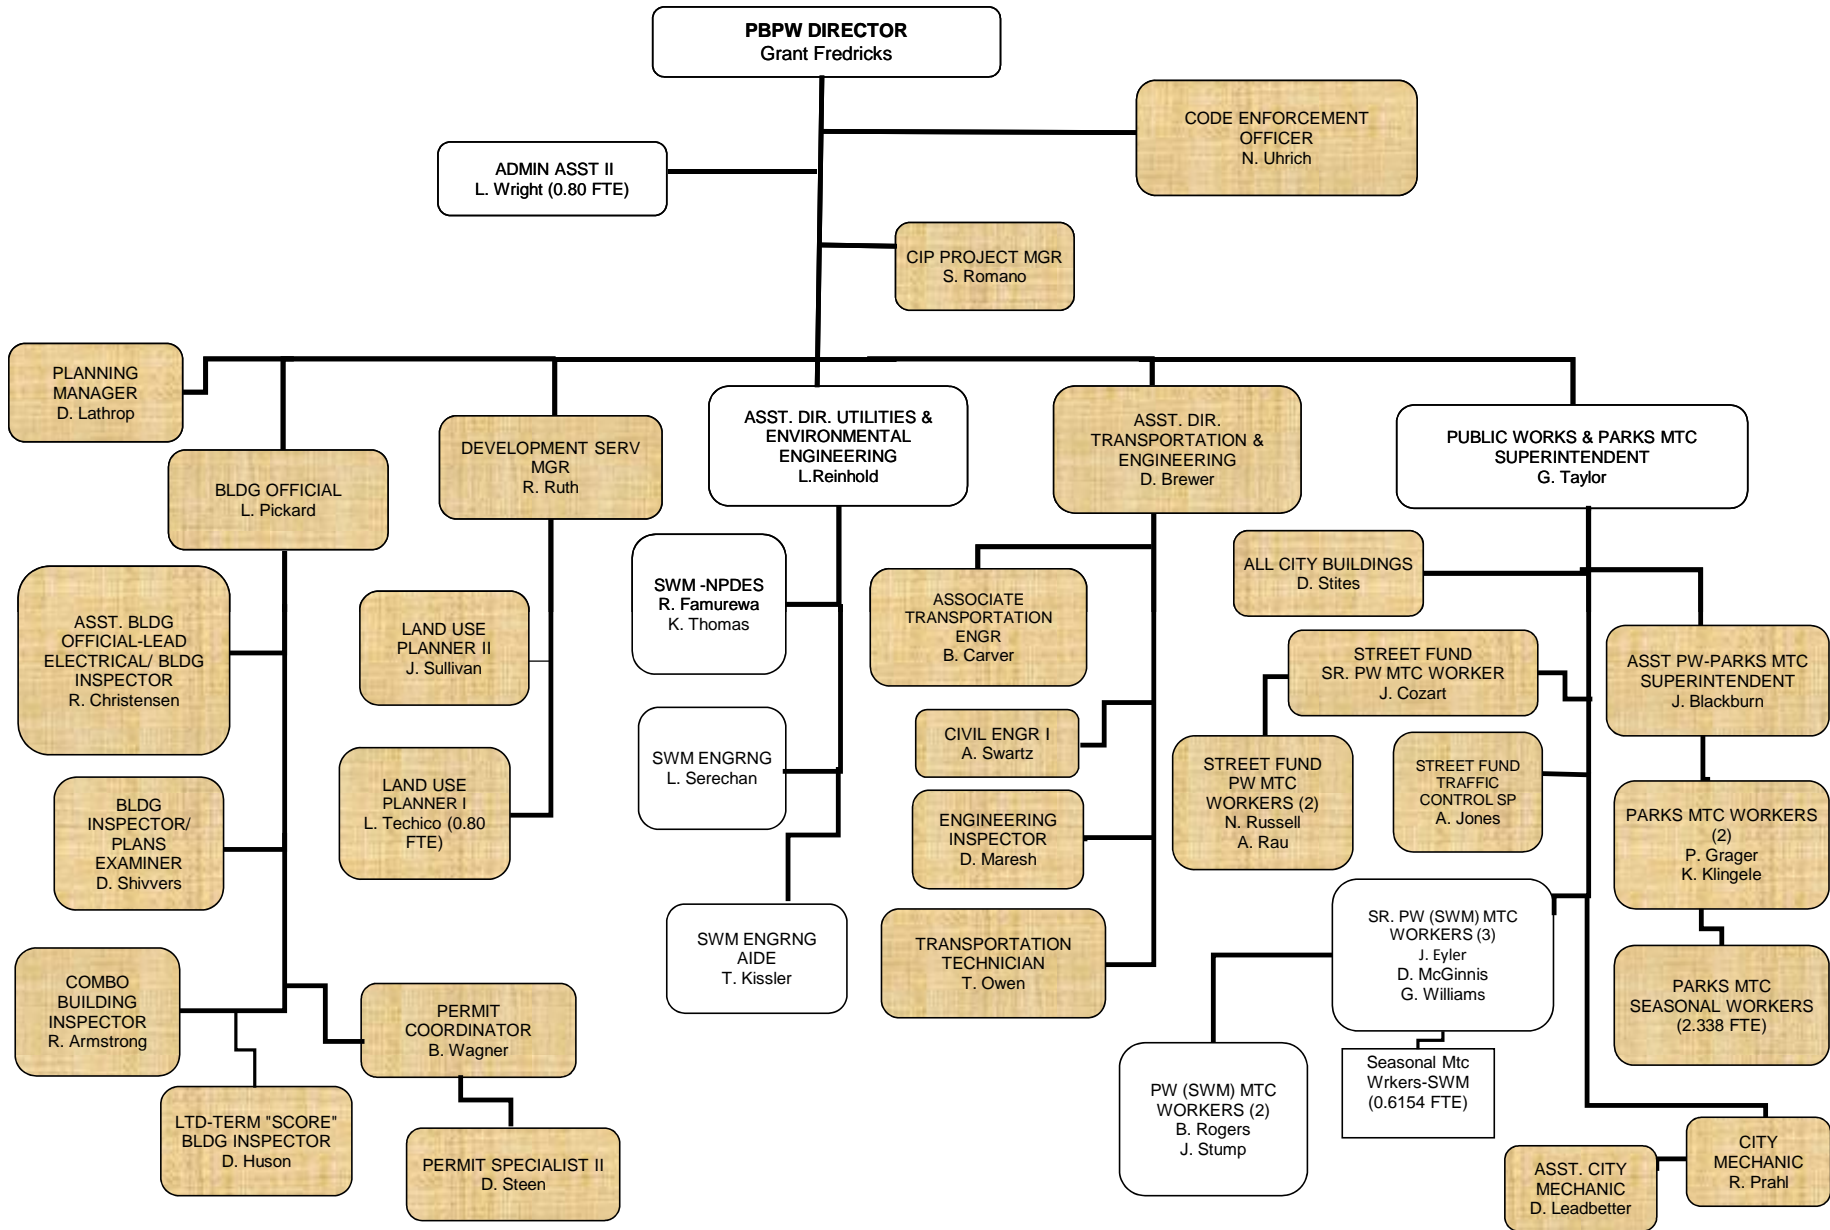 PBPW DIRECTOR
Grant Fredricks
CODE ENFORCEMENT
OFFICER
N. Uhrich
ADMIN ASST II
L. Wright (0.80 FTE)
CIP PROJECT MGR
S. Romano
PLANNING
MANAGER
D. Lathrop
BLDG OFFICIAL
L. Pickard
DEVELOPMENT SERV
MGR
R. Ruth
ASST. DIR. UTILITIES &
ENVIRONMENTAL
ENGINEERING
L.Reinhold
ASST. DIR.
TRANSPORTATION &
ENGINEERING
D. Brewer
PUBLIC WORKS & PARKS MTC
SUPERINTENDENT
G. Taylor
ASST. BLDG
OFFICIAL-LEAD
ELECTRICAL/ BLDG
INSPECTOR
R. Christensen
BLDG
INSPECTOR/
PLANS
EXAMINER
D. Shivvers
COMBO
BUILDING
INSPECTOR
R. Armstrong
LTD-TERM "SCORE"
BLDG INSPECTOR
D. Huson
PERMIT
COORDINATOR
B. Wagner
PERMIT SPECIALIST II
D. Steen
LAND USE
PLANNER II
J. Sullivan
LAND USE
PLANNER I
L. Techico (0.80
FTE)
SWM -NPDES
R. Famurewa
K. Thomas
SWM ENGRNG
L. Serechan
SWM ENGRNG
AIDE
T. Kissler
ASSOCIATE
TRANSPORTATION
ENGR
B. Carver
CIVIL ENGR I
A. Swartz
ENGINEERING
INSPECTOR
D. Maresh
TRANSPORTATION
TECHNICIAN
T. Owen
ALL CITY BUILDINGS
D. Stites
STREET FUND
SR. PW MTC WORKER
J. Cozart
STREET FUND
PW MTC
WORKERS (2)
N. Russell
A. Rau
STREET FUND
TRAFFIC
CONTROL SP
A. Jones
ASST PW-PARKS MTC
SUPERINTENDENT
J. Blackburn
PARKS MTC WORKERS
(2)
P. Grager
K. Klingele
PARKS MTC
SEASONAL WORKERS
(2.338 FTE)
SR. PW (SWM) MTC
WORKERS (3)
J. Eyler
D. McGinnis
G. Williams
PW (SWM) MTC
WORKERS (2)
B. Rogers
J. Stump
Seasonal Mtc
Wrkers-SWM
(0.6154 FTE)
CITY
MECHANIC
R. Prahl
ASST. CITY
MECHANIC
D. Leadbetter